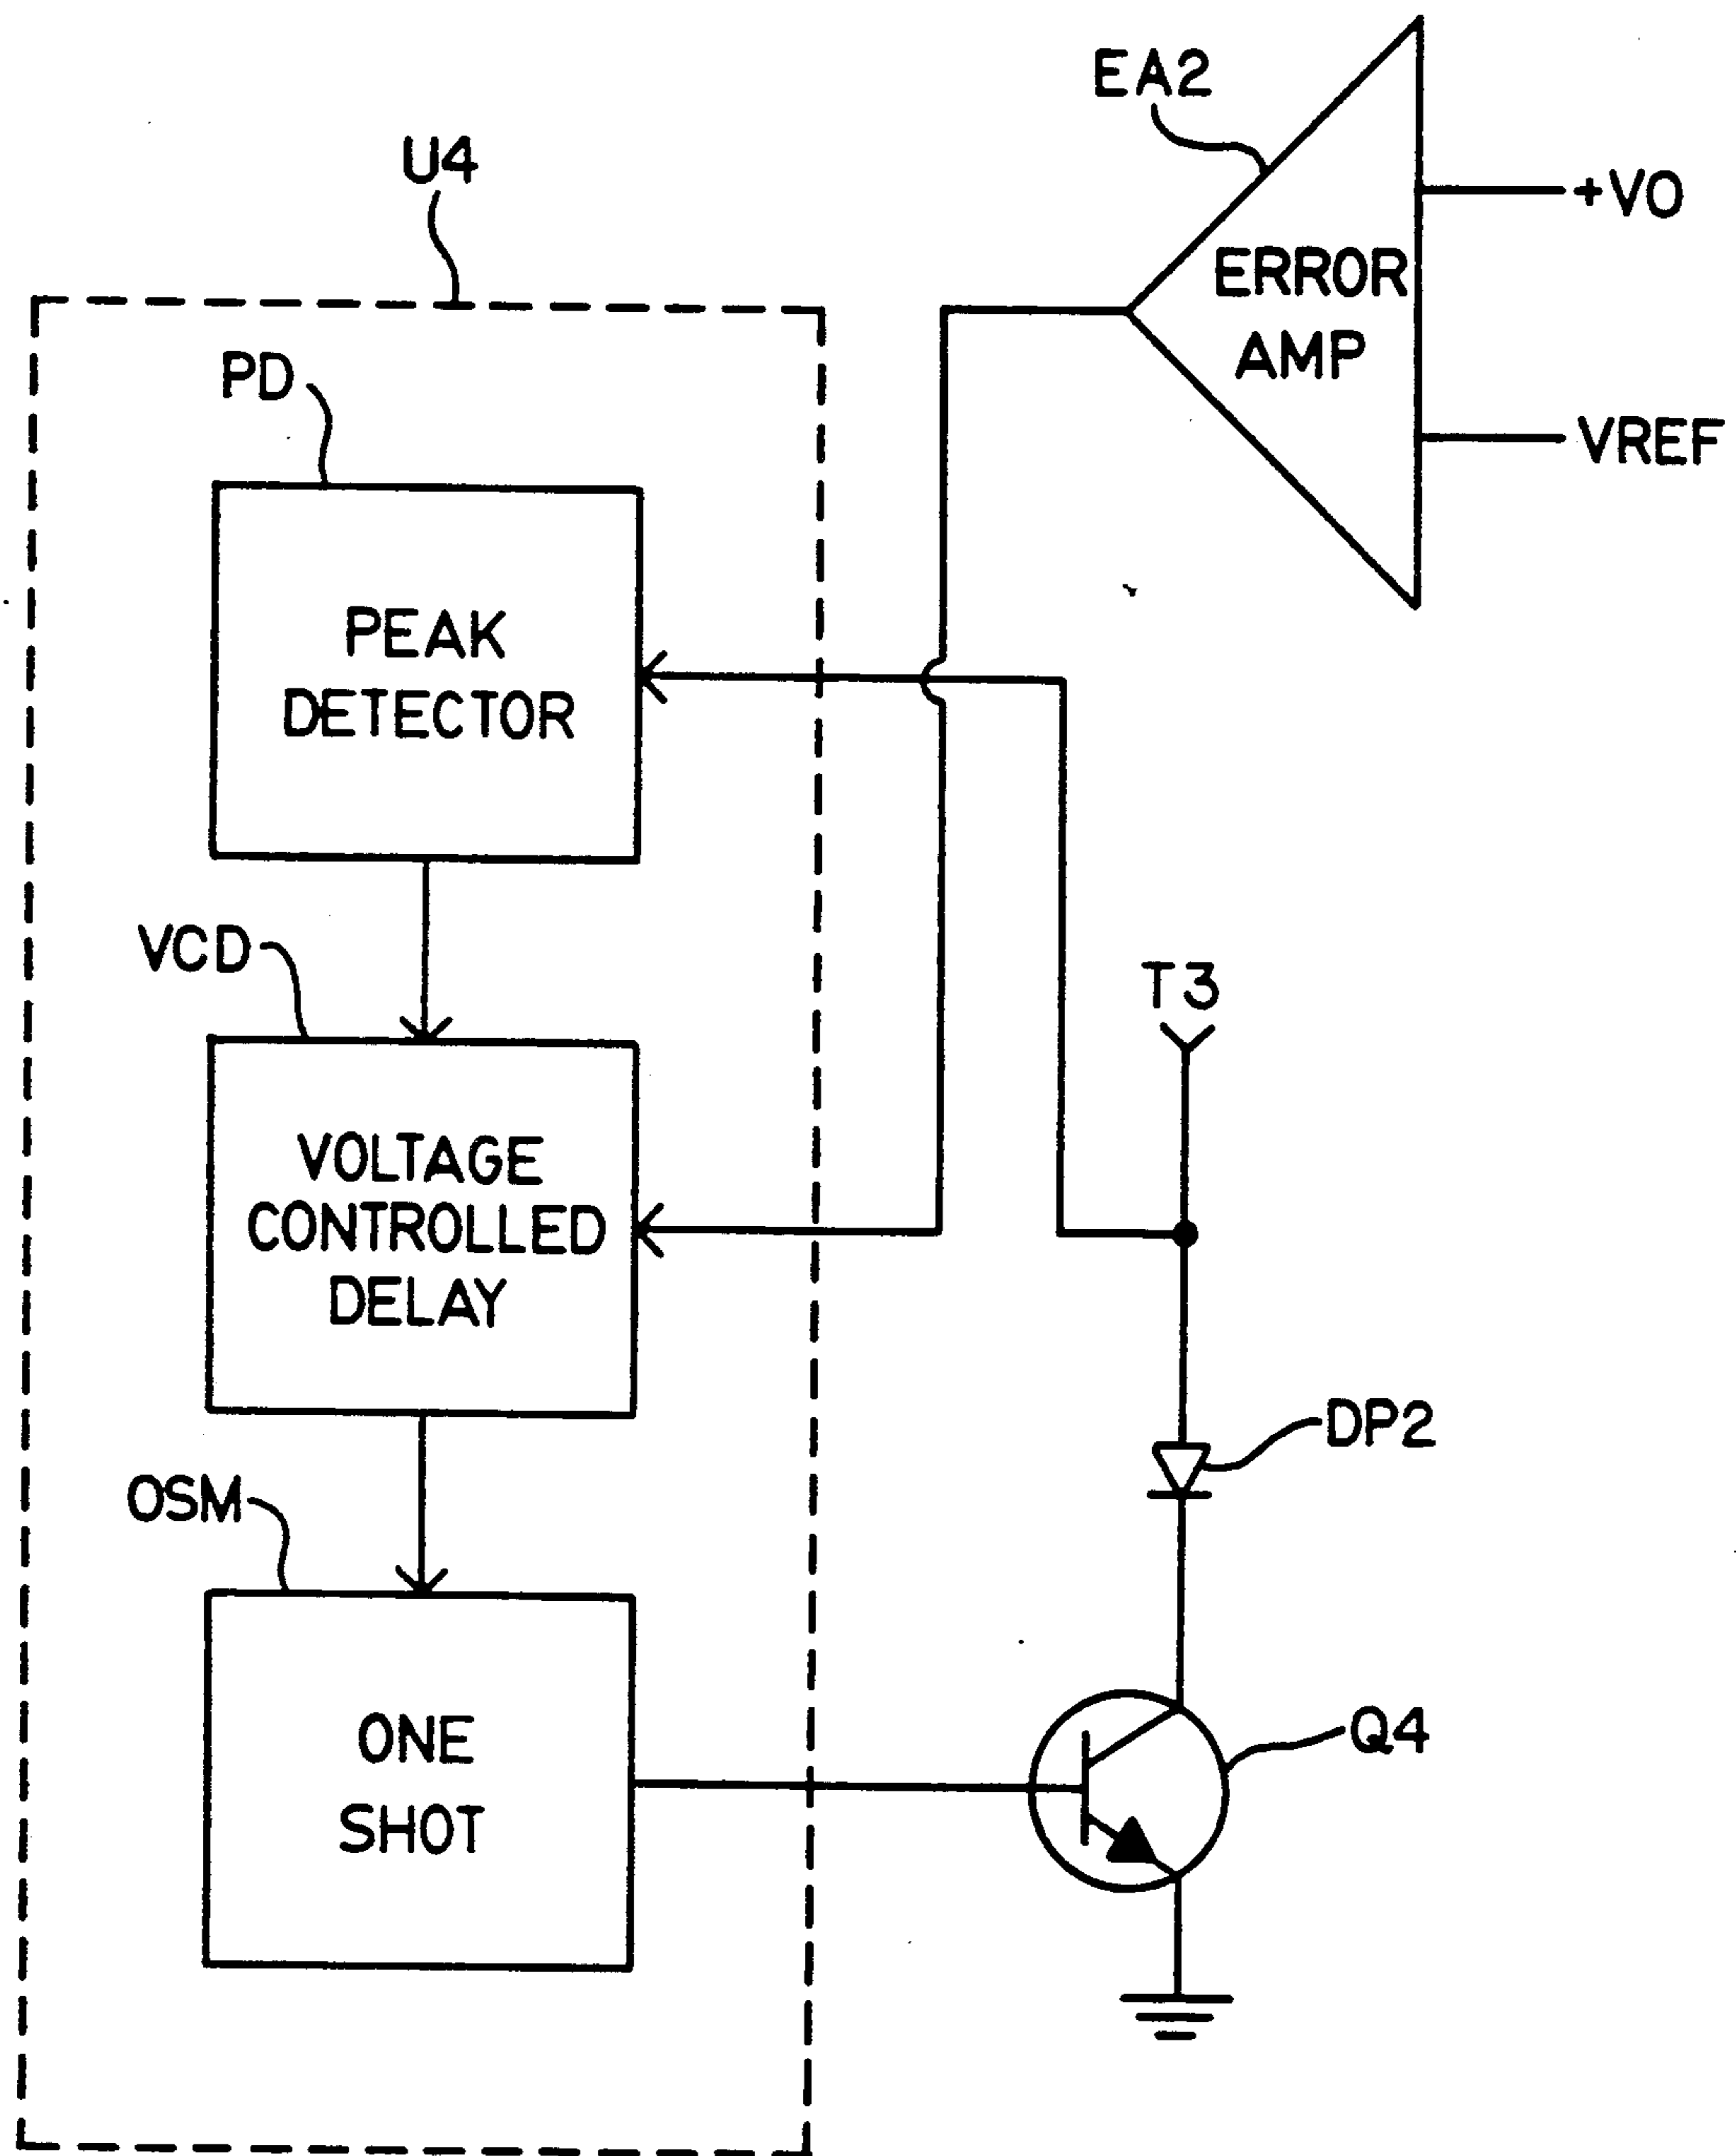 EA2
U4
+VO
ERROR
AMP
PD
VREF
PEAK
DETECTOR
VCD
T3
VOLTAGE
CONTROLLED
DELAY
DP2
OSM
Q4
ONE
SHOT